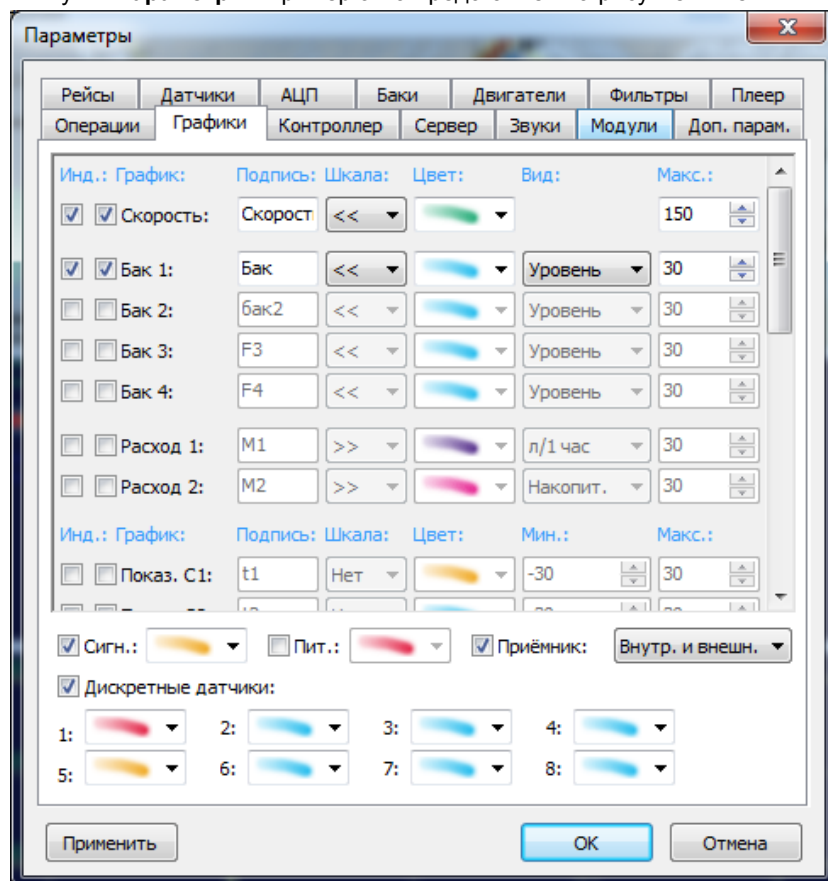 Параметры
X
Рейсы Датчики АЦП Баки Двигатели Фильтры Плеер
Операции Графики Контроллер Сервер Звуки Модули Доп. парам.
Инд.: График: Подпись: Шкала: Цвет: Вид: Макс.:
Скорость: Скорост << 150
Бак 1: Бак << Уровень 30
Бак 2: бак2 << Уровень 30
Бак 3: F3 << Уровень 30
Бак 4: F4 << Уровень 30
Расход 1: M1 >> л/1 час 30
Расход 2: M2 >> Накопит. 30
Инд.: График: Подпись: Шкала: Цвет: Мин.: Макс.:
Показ. С1: t1 Нет -30 30
Сигн.: Пит.: Приёмник: Внутр. и внешн.
Дискретные датчики:
1: 2: 3: 4:
5: 6: 7: 8:
Применить OK Отмена